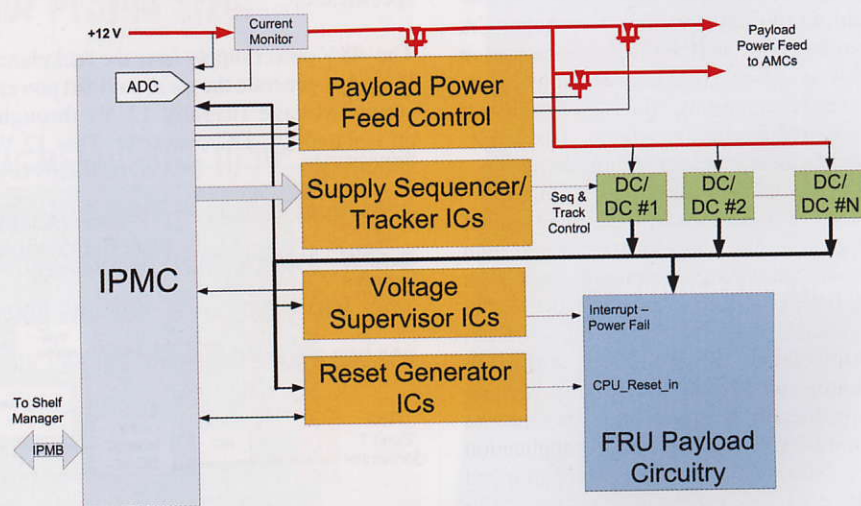 +12 V
Current
Monitor
Payload
Power Feed
to AMCs
ADC
Payload Power
Feed Control
Supply Sequencer/
Tracker ICs
Seq &
Track
Control
DC/
DC #1
DC/
DC #2
DC/
DC #N
IPMC
Voltage
Supervisor ICs
Interrupt –
Power Fail
Reset Generator
ICs
CPU_Reset_in
To Shelf
Manager
IPMB
FRU Payload
Circuitry